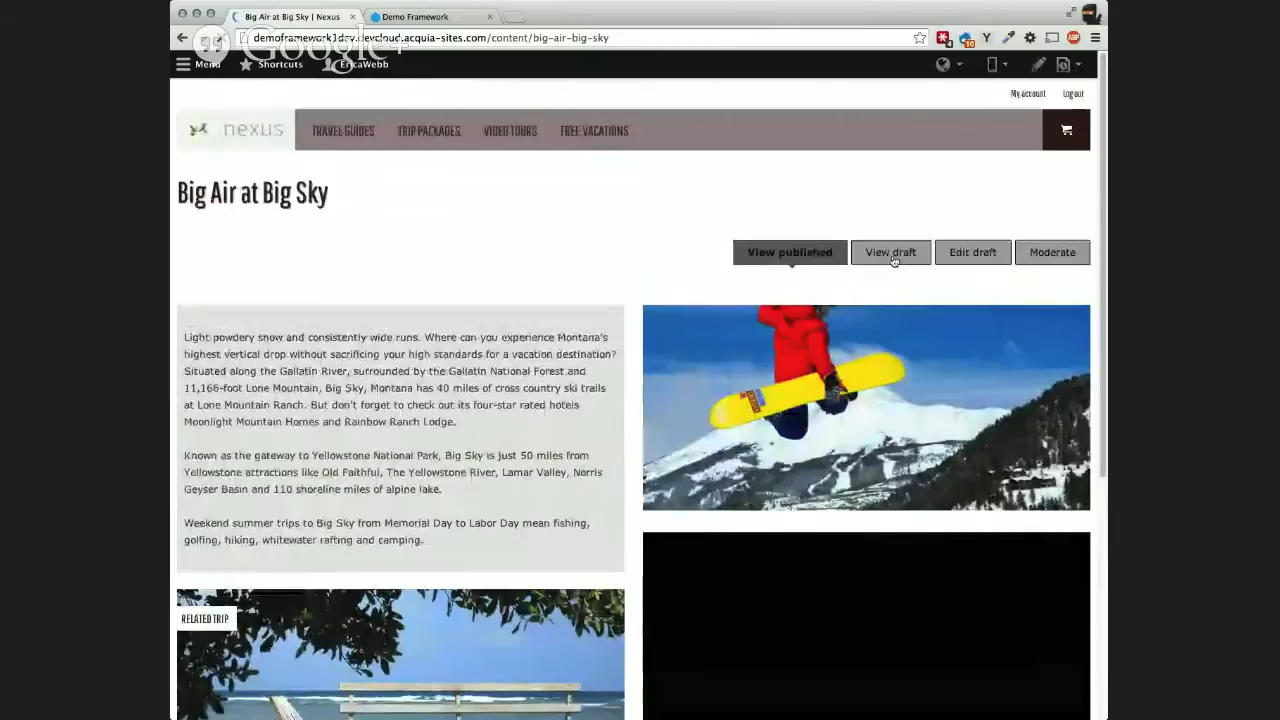 Big Air at Big Sky | Nexus
Demo Framework
demoframework1dev.devcloud.acquia-sites.com/content/big-air-big-sky
Google+
Menu
Shortcuts
EricaWebb
My account
Log out
nexus
TRAVEL GUIDES
TRIP PACKAGES
VIDEO TOURS
FREE VACATIONS
Big Air at Big Sky
View published
View draft
Edit draft
Moderate
Light powdery snow and consistently wide runs. Where can you experience Montana's
highest vertical drop without sacrificing your high standards for a vacation destination?
Situated along the Gallatin River, surrounded by the Gallatin National Forest and
11,166-foot Lone Mountain, Big Sky, Montana has 40 miles of cross country ski trails
at Lone Mountain Ranch. But don't forget to check out its four-star rated hotels
Moonlight Mountain Homes and Rainbow Ranch Lodge.
Known as the gateway to Yellowstone National Park, Big Sky is just 50 miles from
Yellowstone attractions like Old Faithful, The Yellowstone River, Lamar Valley, Norris
Geyser Basin and 110 shoreline miles of alpine lake.
Weekend summer trips to Big Sky from Memorial Day to Labor Day mean fishing,
golfing, hiking, whitewater rafting and camping.
RELATED TRIP